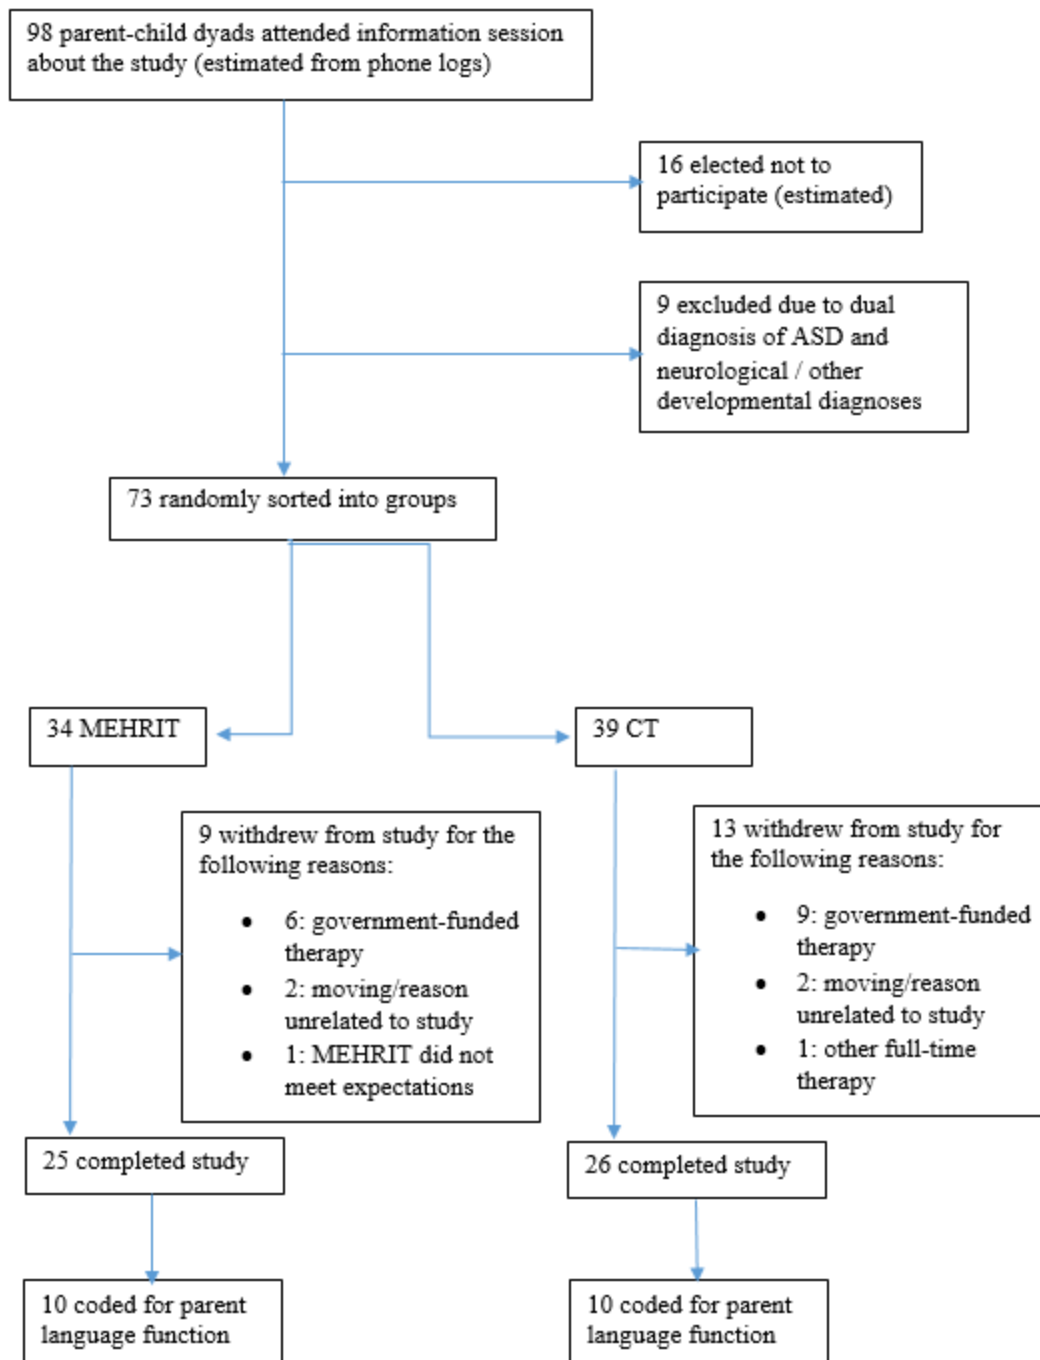 98 parent-child dyads attended information session
about the study (estimated from phone logs)
16 elected not to
participate (estimated)
9 excluded due to dual
diagnosis of ASD and
neurological / other
developmental diagnoses
73 randomly sorted into groups
34 MEHRIT
39 CT
9 withdrew from study for the
following reasons:
• 6: government-funded
therapy
• 2: moving/reason
unrelated to study
• 1: MEHRIT did not
meet expectations
13 withdrew from study for
the following reasons:
• 9: government-funded
therapy
• 2: moving/reason
unrelated to study
• 1: other full-time
therapy
25 completed study
26 completed study
10 coded for parent
language function
10 coded for parent
language function